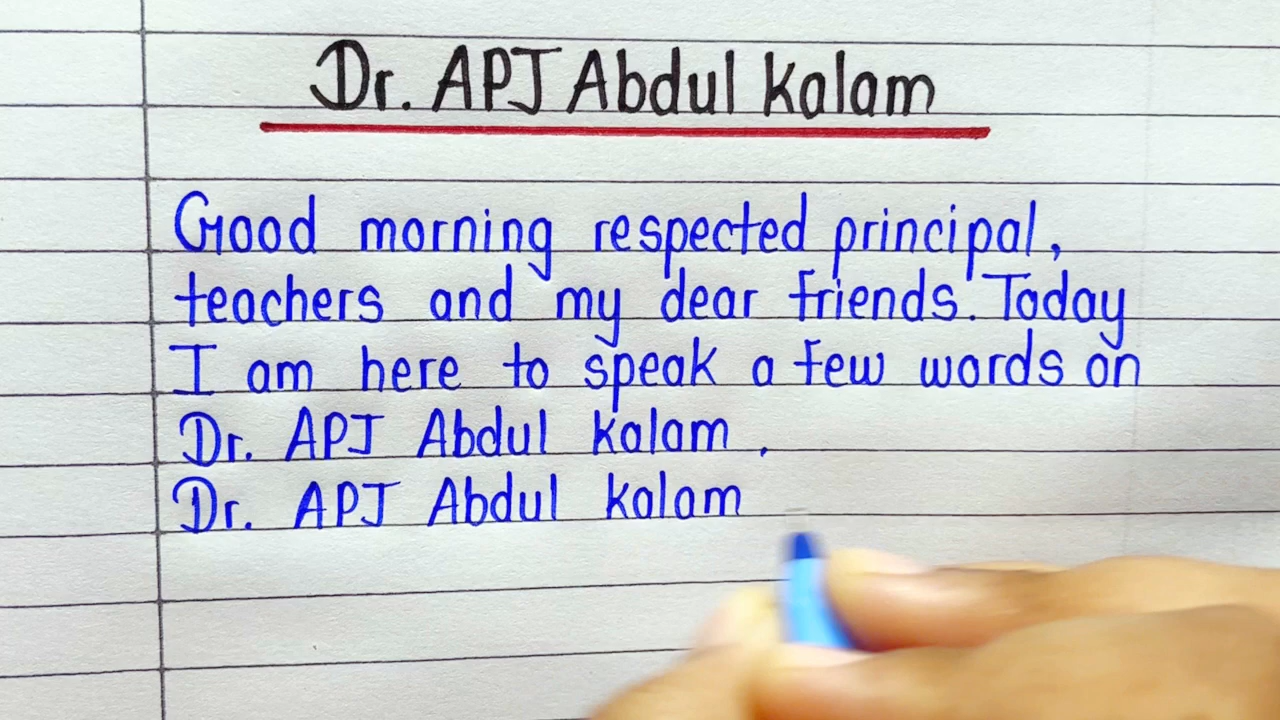 Dr. APJ Abdul Kalam
Good morning respected principal,
teachers and my dear friends. Today
I am here to speak a few words on
Dr. APJ Abdul Kalam .
Dr. APJ Abdul Kalam